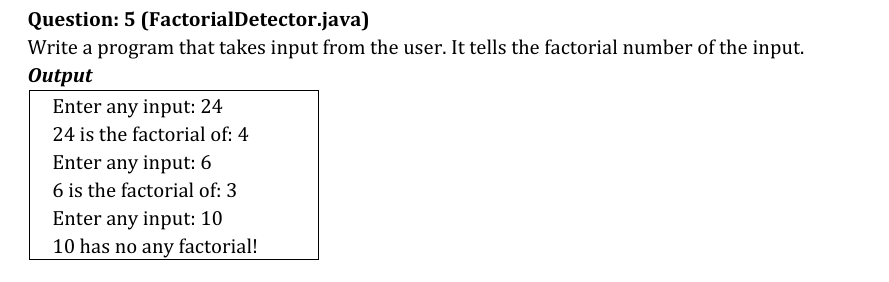 Question: 5 (FactorialDetector.java)
Write a program that takes input from the user. It tells the factorial number of the input.
Output
Enter any input: 24
24 is the factorial of: 4
Enter any input: 6
6 is the factorial of: 3
Enter any input: 10
10 has no any factorial!